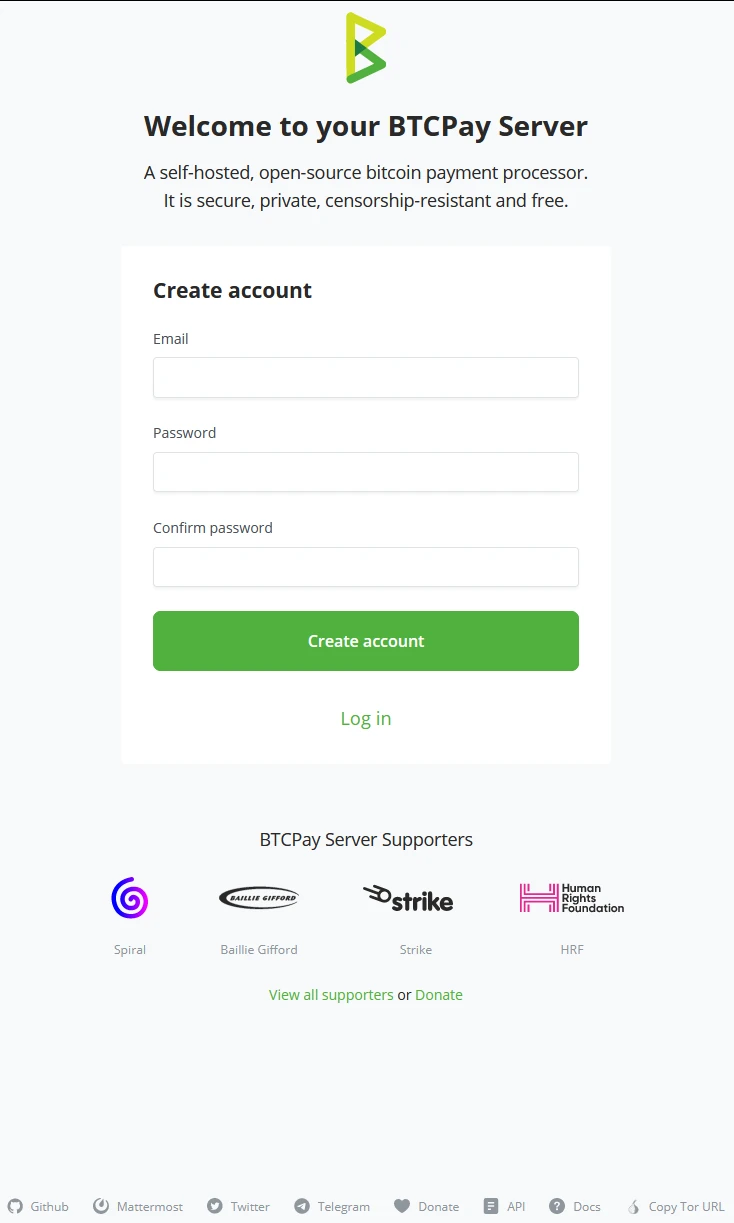 Welcome to your BTCPay Server
A self-hosted, open-source bitcoin payment processor.
It is secure, private, censorship-resistant and free.
Create account
Email
Password
Confirm password
Create account
Log in
BTCPay Server Supporters
BAILLIE GIFFORD
strike
Human
Rights
Foundation
Spiral
Baillie Gifford
Strike
HRF
View all supporters or Donate
Github
Mattermost
Twitter
Telegram
Donate
API
Docs
Copy Tor URL